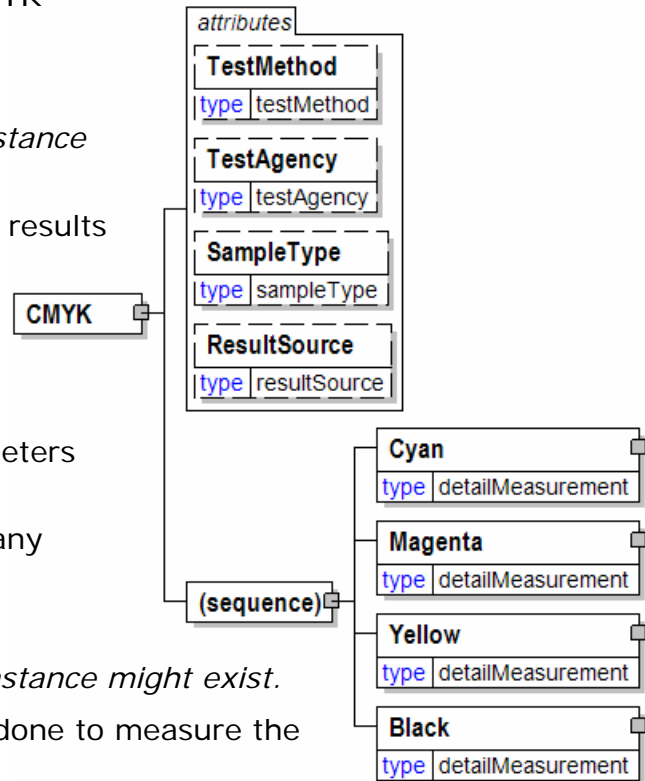 attributes
TestMethod
type testMethod
stance
TestAgency
type testAgency
results
SampleType
type sampleType
CMYK
ResultSource
type resultSource
eters
Cyan
type detailMeasurement
any
Magenta
type detailMeasurement
(sequence)
Yellow
type detailMeasurement
nstance might exist.
done to measure the
Black
type detailMeasurement